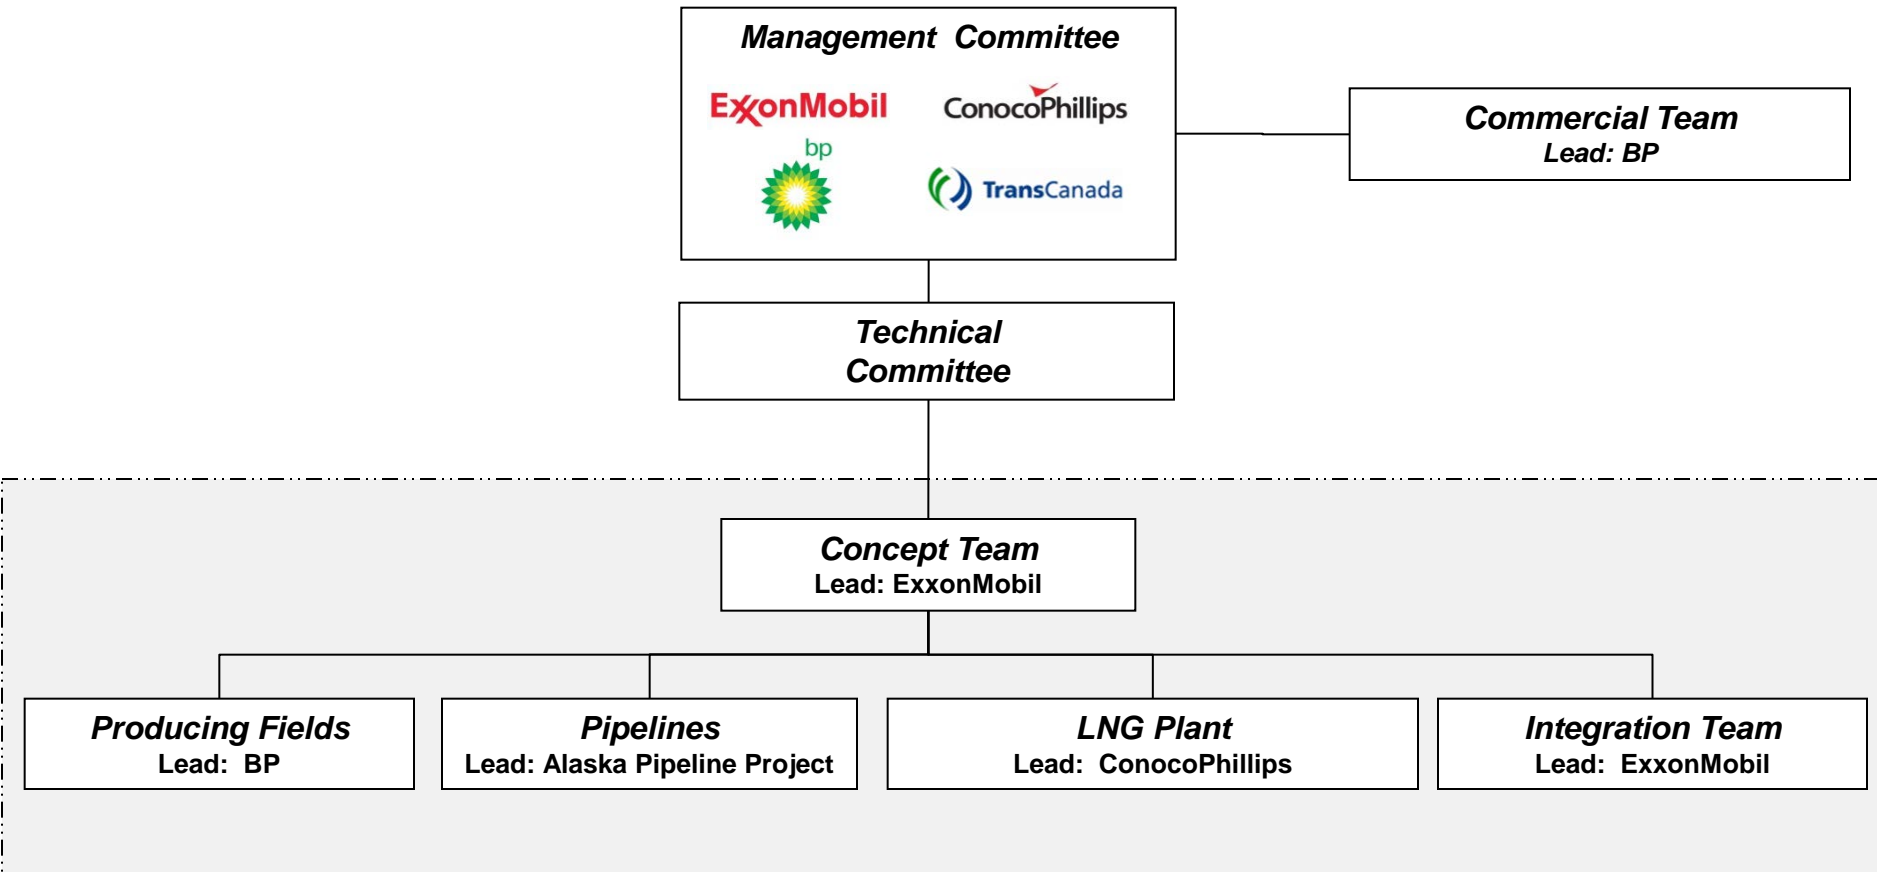 Management Committee
ExxonMobil
ConocoPhillips
bp
TransCanada
Commercial Team
Lead: BP
Technical
Committee
Concept Team
Lead: ExxonMobil
Producing Fields
Lead: BP
Pipelines
Lead: Alaska Pipeline Project
LNG Plant
Lead: ConocoPhillips
Integration Team
Lead: ExxonMobil